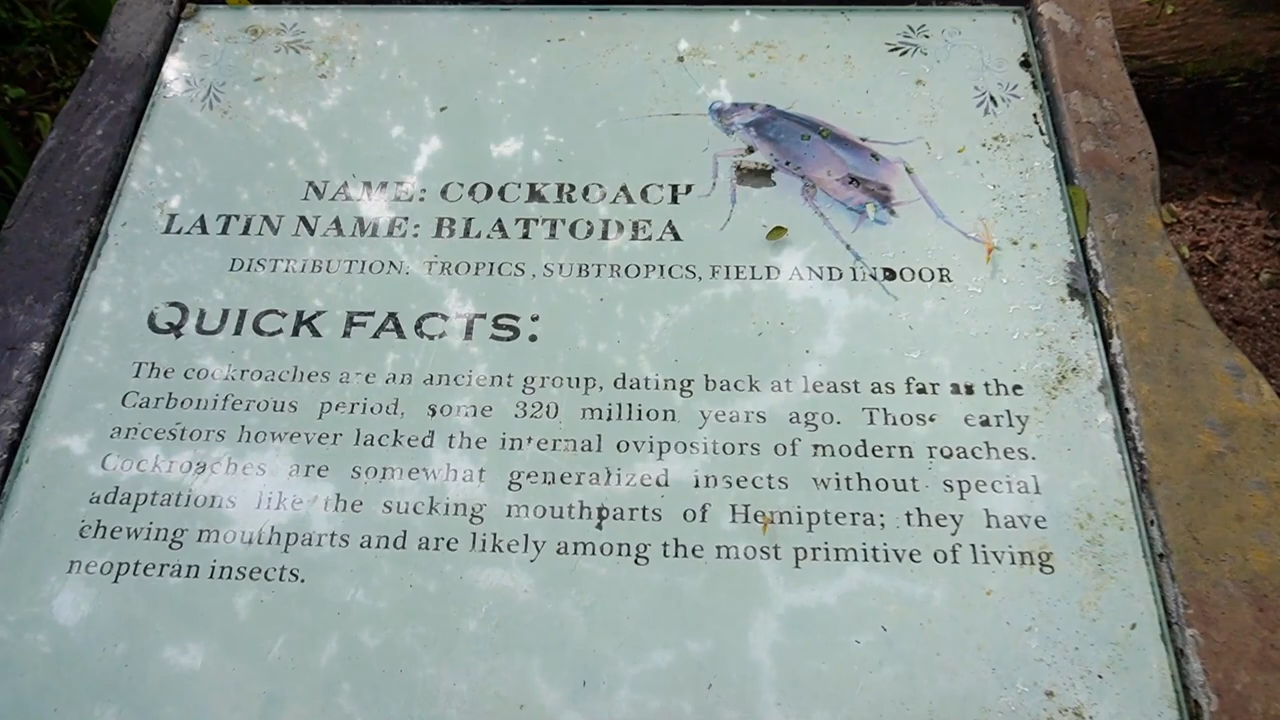 NAME: COCKROACH
LATIN NAME: BLATTODEA
DISTRIBUTION: TROPICS, SUBTROPICS, FIELD AND INDOOR
QUICK FACTS:
The cockroaches are an ancient group, dating back at least as far as the
Carboniferous period, some 320 million years ago. Those early
ancestors however lacked the internal ovipositors of modern roaches.
Cockroaches are somewhat generalized insects without special
adaptations like the sucking mouthparts of Hemiptera; they have
chewing mouthparts and are likely among the most primitive of living
neopteran insects.